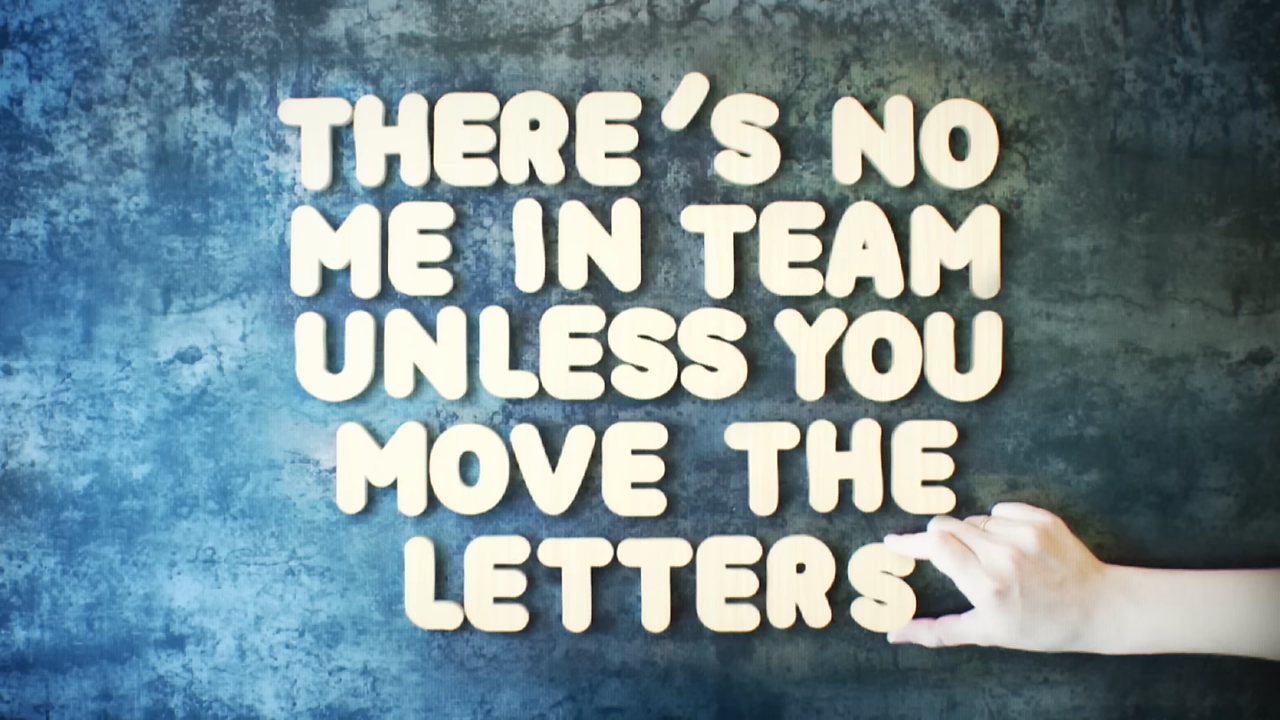 THERE'S NO
ME IN TEAM
UNLESS YOU
MOVE THE
LETTERS